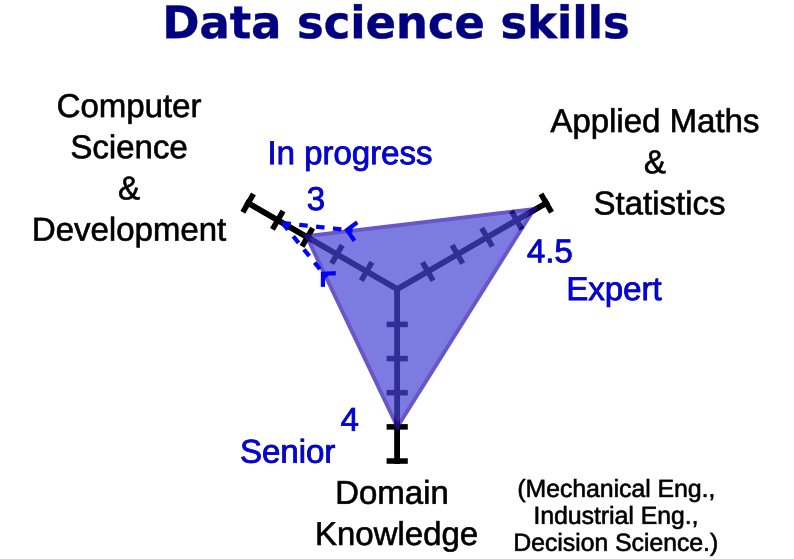 Data science skills
Computer
Science
&
Development
In progress
3
Applied Maths
&
Statistics
4.5
Expert
4
Senior
Domain
Knowledge
(Mechanical Eng.,
Industrial Eng.,
Decision Science.)